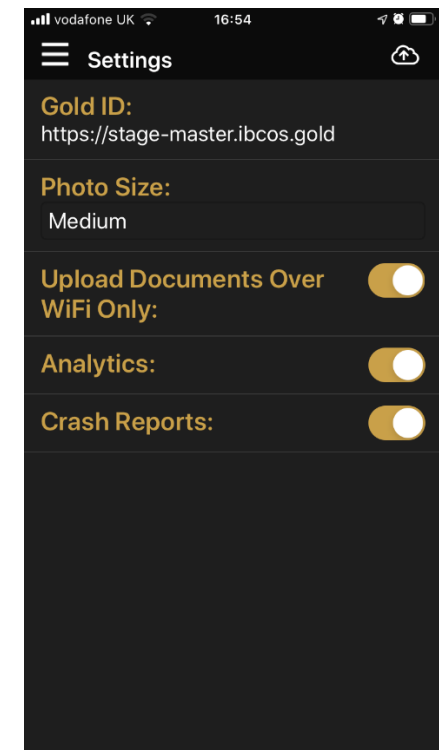 vodafone UK 16:54
Settings
Gold ID:
https://stage-master.ibcos.gold
Photo Size:
Medium
Upload Documents Over
WiFi Only:
Analytics:
Crash Reports: